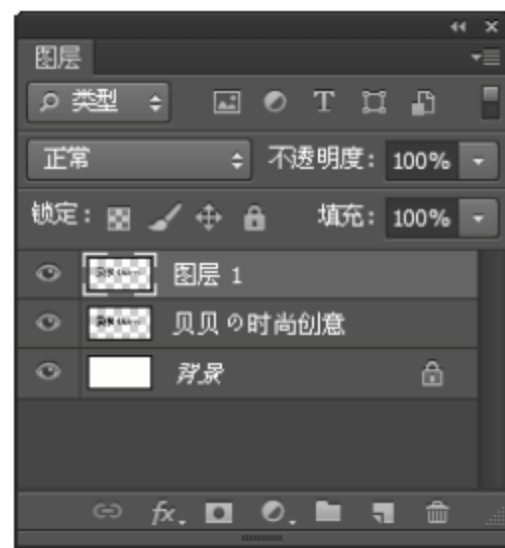 图层
类型
正常 不透明度: 100%
锁定: 填充: 100%
图层 1
贝贝の时尚创意
背景
fx.